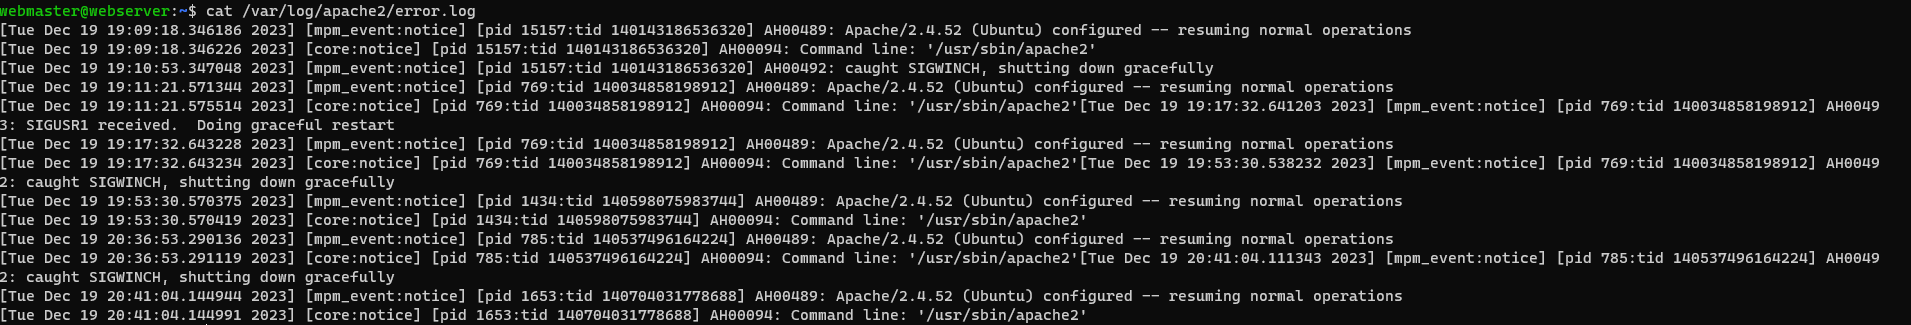 webmaster@webserver:~$ cat /var/log/apache2/error.log
[Tue Dec 19 19:09:18.346186 2023] [mpm_event:notice] [pid 15157:tid 140143186536320] AH00489: Apache/2.4.52 (Ubuntu) configured -- resuming normal operations
[Tue Dec 19 19:09:18.346226 2023] [core:notice] [pid 15157:tid 140143186536320] AH00094: Command line: '/usr/sbin/apache2'
[Tue Dec 19 19:10:53.347048 2023] [mpm_event:notice] [pid 15157:tid 140143186536320] AH00492: caught SIGWINCH, shutting down gracefully
[Tue Dec 19 19:11:21.571344 2023] [mpm_event:notice] [pid 769:tid 140034858198912] AH00489: Apache/2.4.52 (Ubuntu) configured -- resuming normal operations
[Tue Dec 19 19:11:21.575514 2023] [core:notice] [pid 769:tid 140034858198912] AH00094: Command line: '/usr/sbin/apache2'[Tue Dec 19 19:17:32.641203 2023] [mpm_event:notice] [pid 769:tid 140034858198912] AH0049
3: SIGUSR1 received.  Doing graceful restart
[Tue Dec 19 19:17:32.643228 2023] [mpm_event:notice] [pid 769:tid 140034858198912] AH00489: Apache/2.4.52 (Ubuntu) configured -- resuming normal operations
[Tue Dec 19 19:17:32.643234 2023] [core:notice] [pid 769:tid 140034858198912] AH00094: Command line: '/usr/sbin/apache2'[Tue Dec 19 19:53:30.538232 2023] [mpm_event:notice] [pid 769:tid 140034858198912] AH0049
2: caught SIGWINCH, shutting down gracefully
[Tue Dec 19 19:53:30.570375 2023] [mpm_event:notice] [pid 1434:tid 140598075983744] AH00489: Apache/2.4.52 (Ubuntu) configured -- resuming normal operations
[Tue Dec 19 19:53:30.570419 2023] [core:notice] [pid 1434:tid 140598075983744] AH00094: Command line: '/usr/sbin/apache2'
[Tue Dec 19 20:36:53.290136 2023] [mpm_event:notice] [pid 785:tid 140537496164224] AH00489: Apache/2.4.52 (Ubuntu) configured -- resuming normal operations
[Tue Dec 19 20:36:53.291119 2023] [core:notice] [pid 785:tid 140537496164224] AH00094: Command line: '/usr/sbin/apache2'[Tue Dec 19 20:41:04.111343 2023] [mpm_event:notice] [pid 785:tid 140537496164224] AH0049
2: caught SIGWINCH, shutting down gracefully
[Tue Dec 19 20:41:04.144944 2023] [mpm_event:notice] [pid 1653:tid 140704031778688] AH00489: Apache/2.4.52 (Ubuntu) configured -- resuming normal operations
[Tue Dec 19 20:41:04.144991 2023] [core:notice] [pid 1653:tid 140704031778688] AH00094: Command line: '/usr/sbin/apache2'